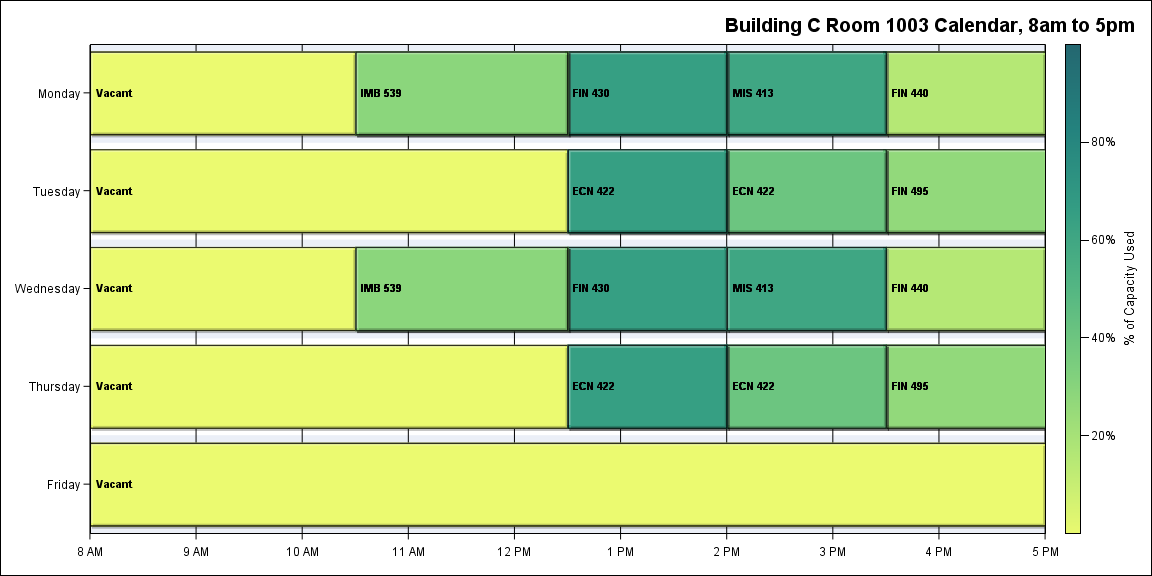 Building C Room 1003 Calendar, 8am to 5pm
Monday Vacant IMB 539 FIN 430 MIS 413 FIN 440
Tuesday Vacant ECN 422 ECN 422 FIN 495
Wednesday Vacant IMB 539 FIN 430 MIS 413 FIN 440
Thursday Vacant ECN 422 ECN 422 FIN 495
Friday Vacant
8 AM 9 AM 10 AM 11 AM 12 PM 1 PM 2 PM 3 PM 4 PM 5 PM
80%
60%
40%
20%
% of Capacity Used